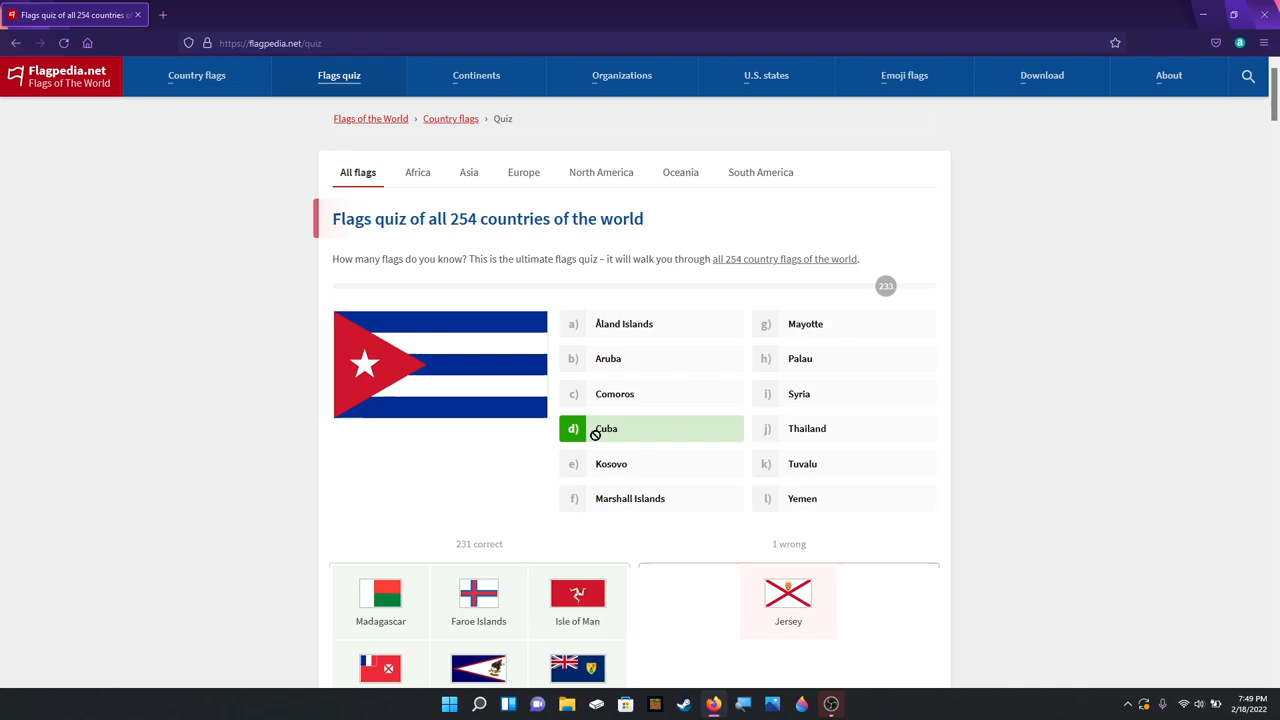 Flags quiz of all 254 countries of
https://flagpedia.net/quiz
Flagpedia.net
Flags of The World
Country flags
Flags quiz
Continents
Organizations
U.S. states
Emoji flags
Download
About
Flags of the World › Country flags › Quiz
All flags Africa Asia Europe North America Oceania South America
Flags quiz of all 254 countries of the world
How many flags do you know? This is the ultimate flags quiz – it will walk you through all 254 country flags of the world.
233.
a) Åland Islands
b) Aruba
c) Comoros
d) Cuba
e) Kosovo
f) Marshall Islands
g) Mayotte
h) Palau
i) Syria
j) Thailand
k) Tuvalu
l) Yemen
231 correct
1 wrong
Madagascar
Faroe Islands
Isle of Man
Jersey
7:49 PM
2/18/2022